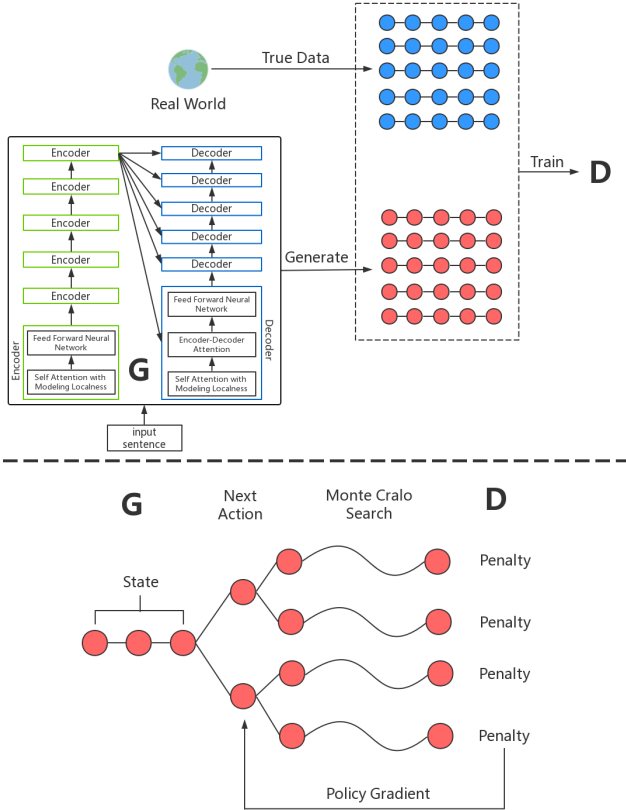 True Data
Real World
Train
D
Encoder
Encoder
Encoder
Encoder
Encoder
Feed Forward Neural
Network
Self Attention with
Modeling Localness
Encoder
G
Decoder
Decoder
Decoder
Decoder
Decoder
Feed Forward Neural
Network
Encoder-Decoder
Attention
Self Attention with
Modeling Localness
Decoder
Generate
input
sentence
G
Next
Action
Monte Cralo
Search
D
State
Penalty
Penalty
Penalty
Penalty
Policy Gradient